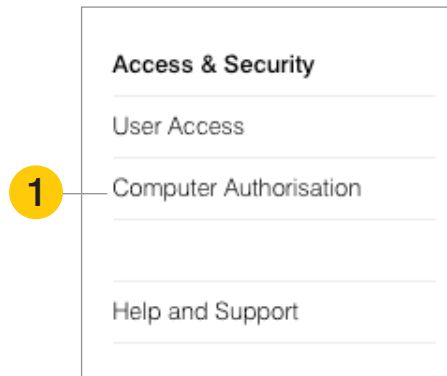 Access & Security
User Access
1
Computer Authorisation
Help and Support